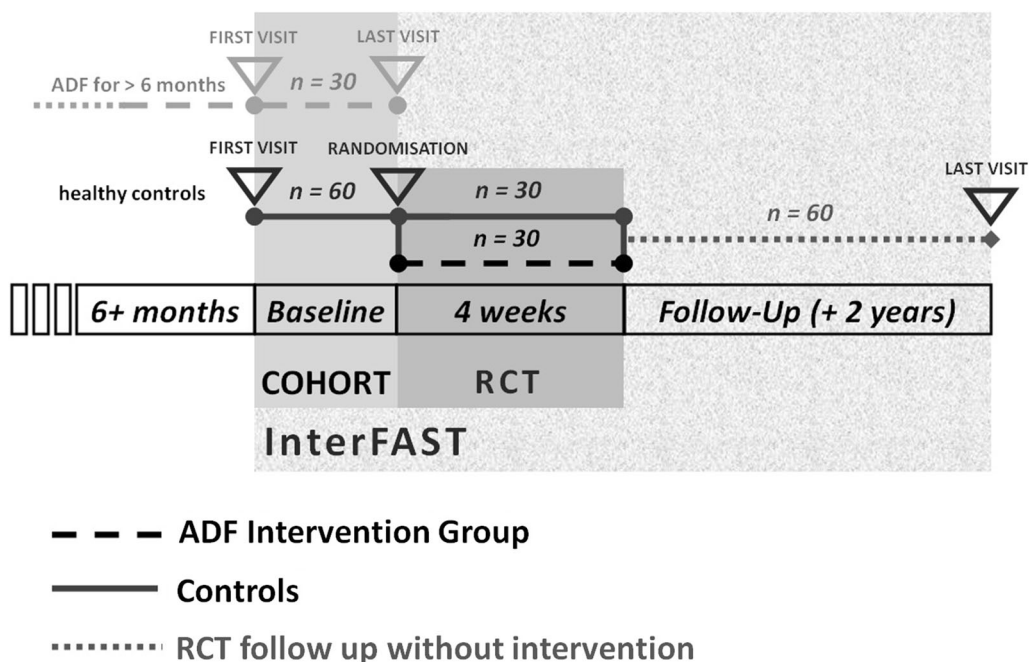 FIRST VISIT LAST VISIT
ADF for > 6 months n = 30
FIRST VISIT RANDOMISATION LAST VISIT
healthy controls n = 60 n = 30 n = 60
n = 30
6+ months Baseline 4 weeks Follow-Up (+ 2 years)
COHORT RCT
InterFAST
ADF Intervention Group
Controls
RCT follow up without intervention